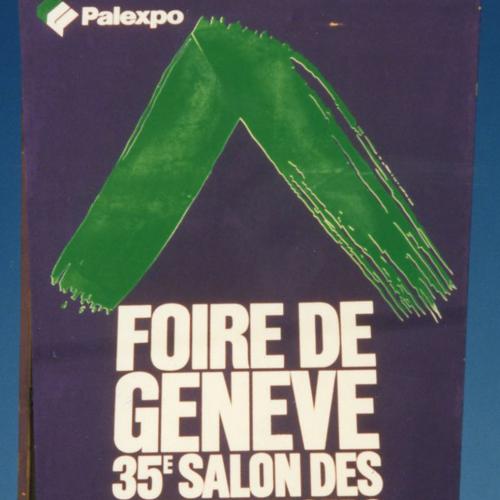 Palexpo
FOIRE DE
GENEVE
35E SALON DES